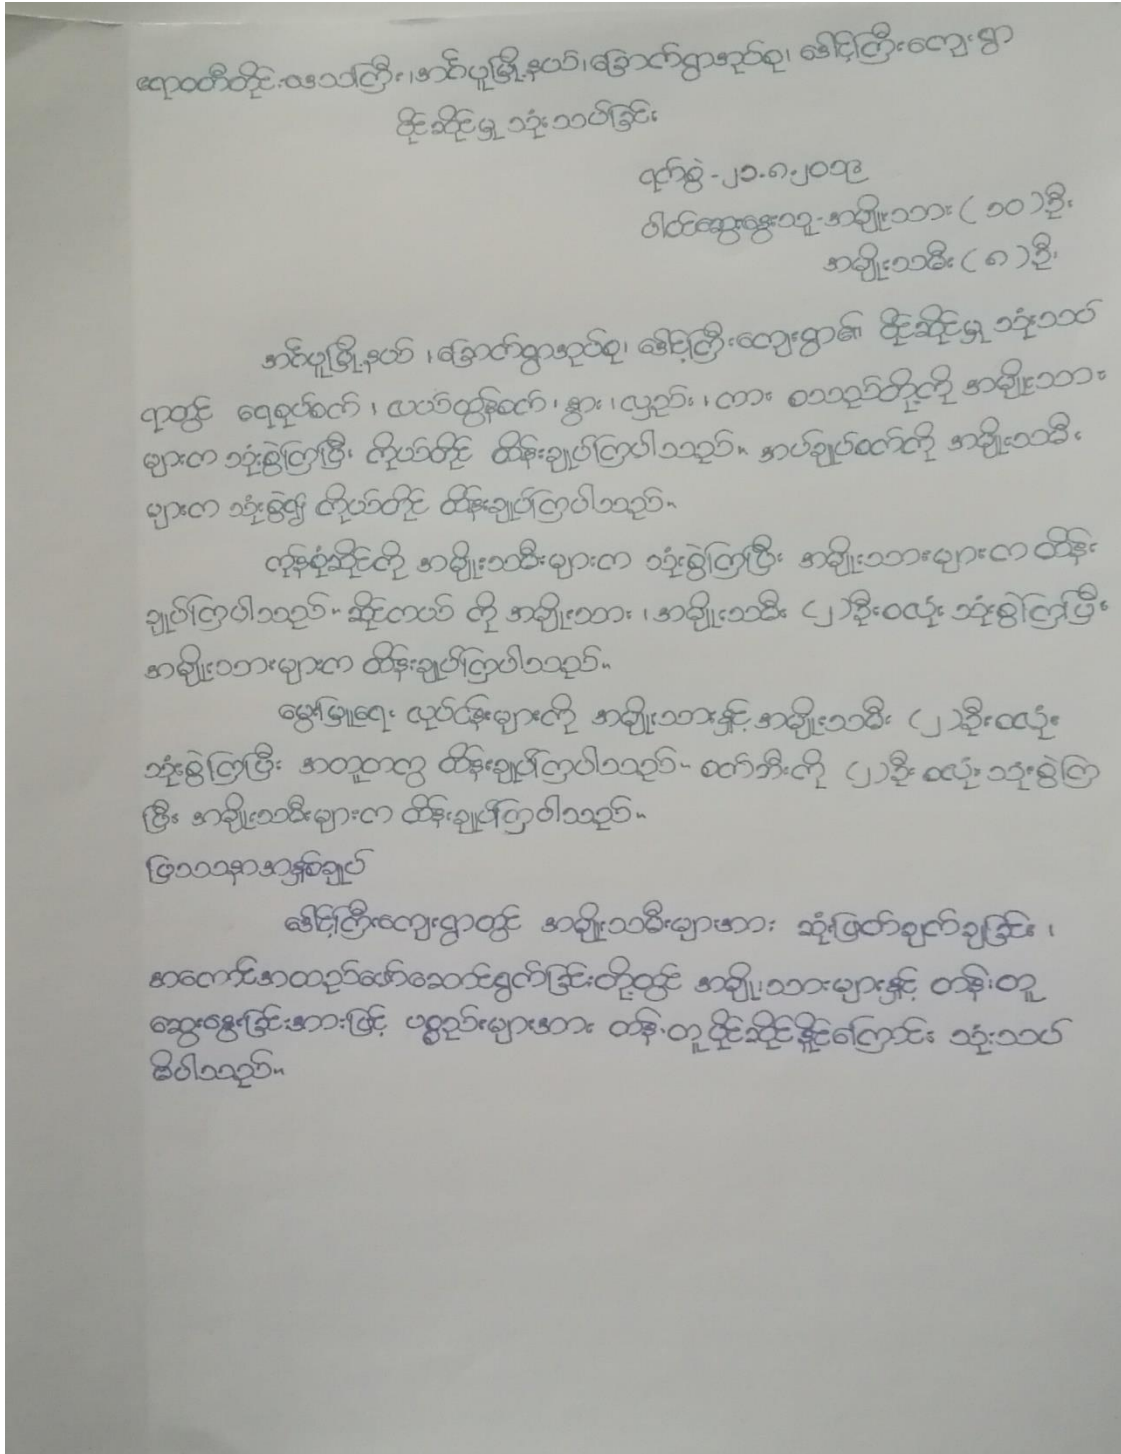 ဧရာဝတီတိုင်းဒေသကြီး၊ အင်္ဂပူမြို့နယ်၊ ခြောက်ရွာအုပ်စု၊ ဒေါင့်ကြီးကျေးရွာ
ပိုင်ဆိုင်မှု သုံးသပ်ခြင်း
ရက်စွဲ - ၂၁.၈.၂၀၁၃
ပါဝင်ဆွေးနွေးသူ - အမျိုးသား (၁၀) ဦး
အမျိုးသမီး (၈) ဦး
အင်္ဂပူမြို့နယ်၊ ခြောက်ရွာအုပ်စု၊ ဒေါင့်ကြီးကျေးရွာ၏ ပိုင်ဆိုင်မှု သုံးသပ်
ရာတွင် ရေစုပ်စက်၊ လယ်ထွန်စက်၊ နွား၊ လှည်း၊ ကား စသည်တို့ကို အမျိုးသား
များက သုံးစွဲကြပြီး ကိုယ်တိုင် ထိန်းချုပ်ကြပါသည်။ အပ်ချုပ်စက်ကို အမျိုးသမီး
များက သုံးစွဲ၍ ကိုယ်တိုင် ထိန်းချုပ်ကြပါသည်။
ကုန်စုံဆိုင်ကို အမျိုးသမီးများက သုံးစွဲကြပြီး အမျိုးသားများက ထိန်း
ချုပ်ကြပါသည်။ ဆိုင်ကယ် ကို အမျိုးသား၊ အမျိုးသမီး (၂) ဦးစလုံး သုံးစွဲကြပြီး
အမျိုးသားများက ထိန်းချုပ်ကြပါသည်။
မွေးမြူရေး လုပ်ငန်းများကို အမျိုးသားနှင့် အမျိုးသမီး (၂) ဦးစလုံး
သုံးစွဲကြပြီး အတူတကွ ထိန်းချုပ်ကြပါသည်။ စက်ဘီးကို (၂) ဦး စလုံး သုံးစွဲကြ
ပြီး အမျိုးသမီးများက ထိန်းချုပ်ကြပါသည်။
ပြဿနာအနှစ်ချုပ်
ဒေါင့်ကြီးကျေးရွာတွင် အမျိုးသမီးများအား ဆုံးဖြတ်ချက်ချခြင်း၊
အကောင်အထည်ဖော်ဆောင်ရွက်ခြင်းတို့တွင် အမျိုးသားများနှင့် တန်းတူ
ဆွေးနွေးခြင်းအားဖြင့် ပစ္စည်းများအား တန်းတူ ပိုင်ဆိုင်နိုင်ကြောင်း သုံးသပ်
မိပါသည်။